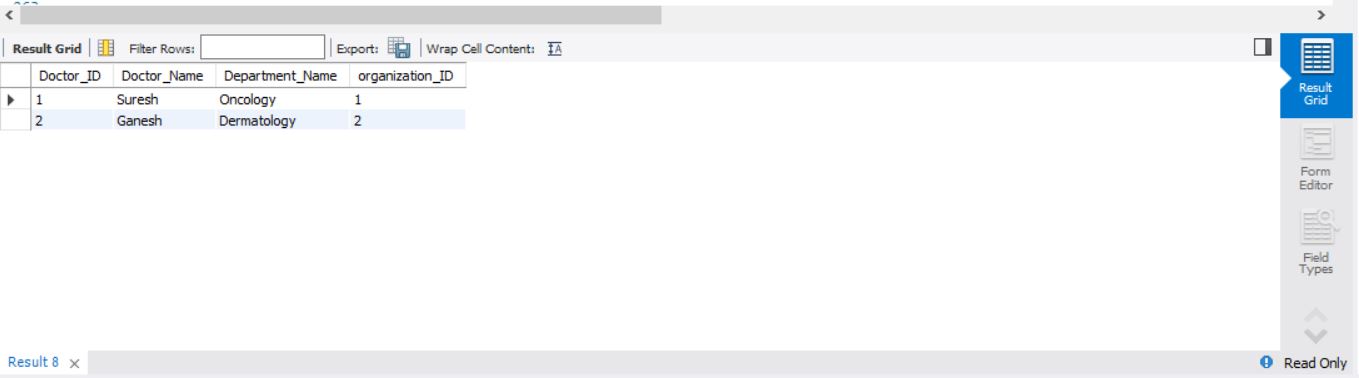 Result Grid Filter Rows: Export: Wrap Cell Content: IA
Doctor_ID Doctor_Name Department_Name organization_ID
1 Suresh Oncology 1
2 Ganesh Dermatology 2
Result
Grid
Form
Editor
Field
Types
Result 8 × Read Only